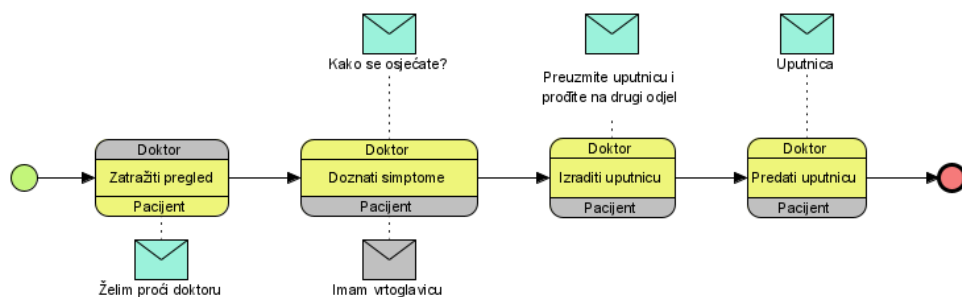 Kako se osjećate?
Preuzmite uputnicu i
prođite na drugi odjel
Uputnica
Doktor
Zatražiti pregled
Pacijent
Želim proći doktoru
Doktor
Doznati simptome
Pacijent
Imam vrtoglavicu
Doktor
Izraditi uputnicu
Pacijent
Doktor
Predati uputnicu
Pacijent